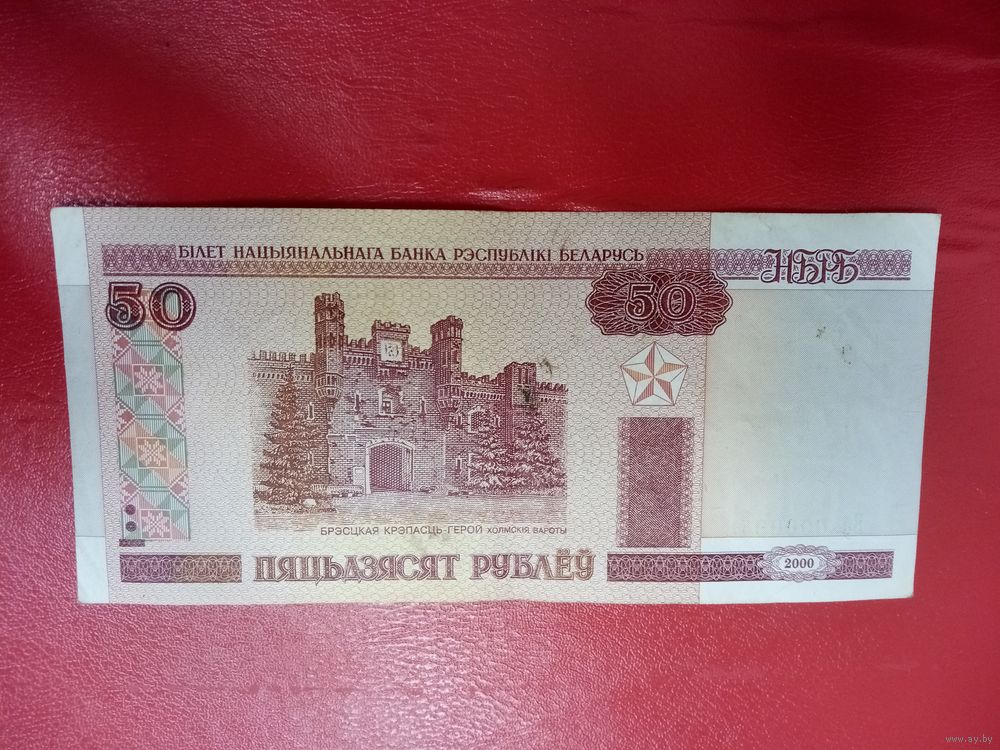 БІЛЕТ НАЦЫЯНАЛЬНАГА БАНКА РЭСПУБЛІКІ БЕЛАРУСЬ
НБРБ
50
50
БРЭСЦКАЯ КРЭПАСЦЬ-ГЕРОЙ ХОЛМСКІЯ ВАРОТЫ
ПЯЦЬДЗЯСЯТ РУБЛЁЎ
2000
www.ay.by